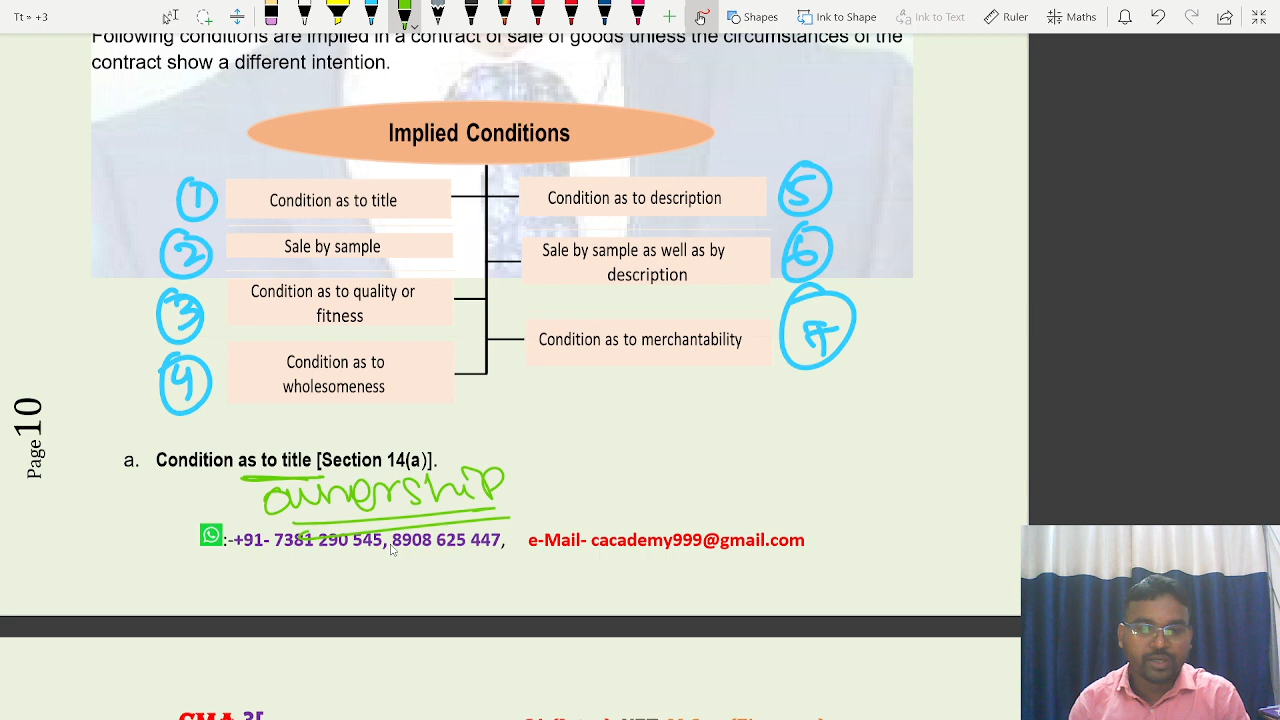 Tt ≈ +3
Shapes
Ink to Shape
Ink to Text
Ruler
Maths
Following conditions are implied in a contract of sale of goods unless the circumstances of the
contract show a different intention.
Implied Conditions
1 Condition as to title
Condition as to description 5
2 Sale by sample
Sale by sample as well as by
description 6
3 Condition as to quality or
fitness
Condition as to merchantability 7
4 Condition as to
wholesomeness
Page 10
a. Condition as to title [Section 14(a)].
ownership
:-+91- 7381 290 545, 8908 625 447, e-Mail- cacademy999@gmail.com